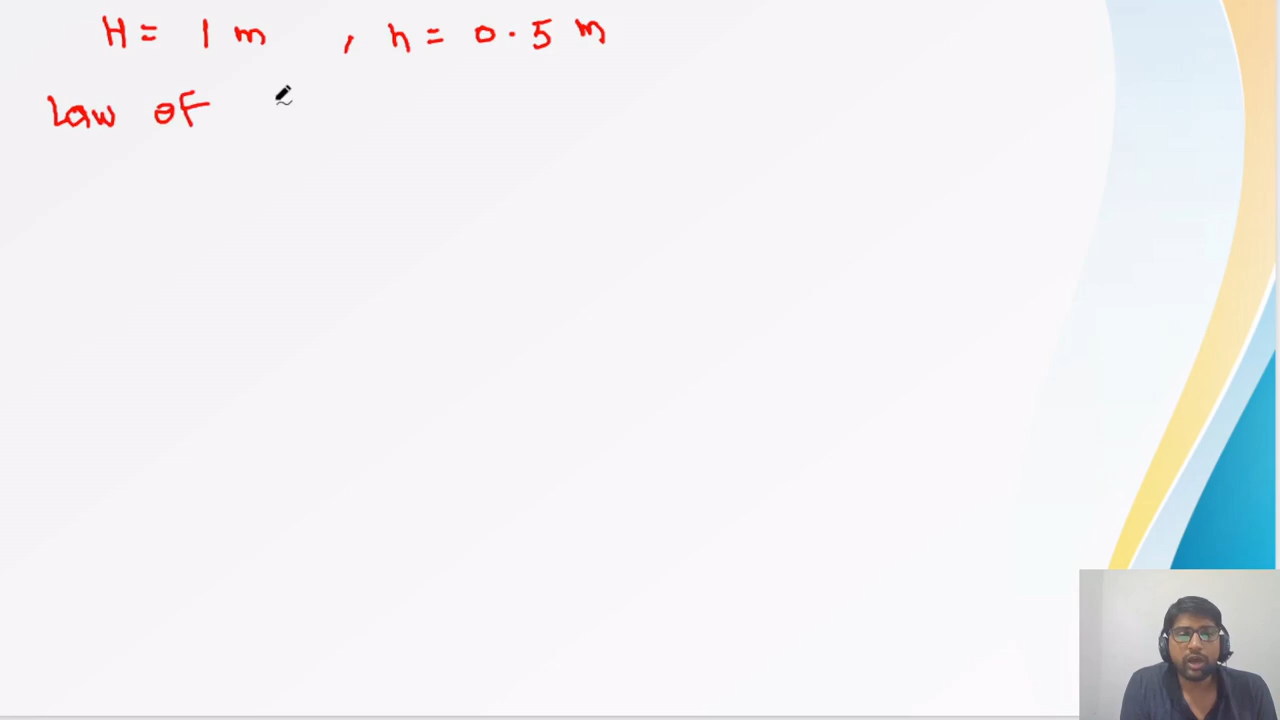 H = 1 m , h = 0.5 m
Law of